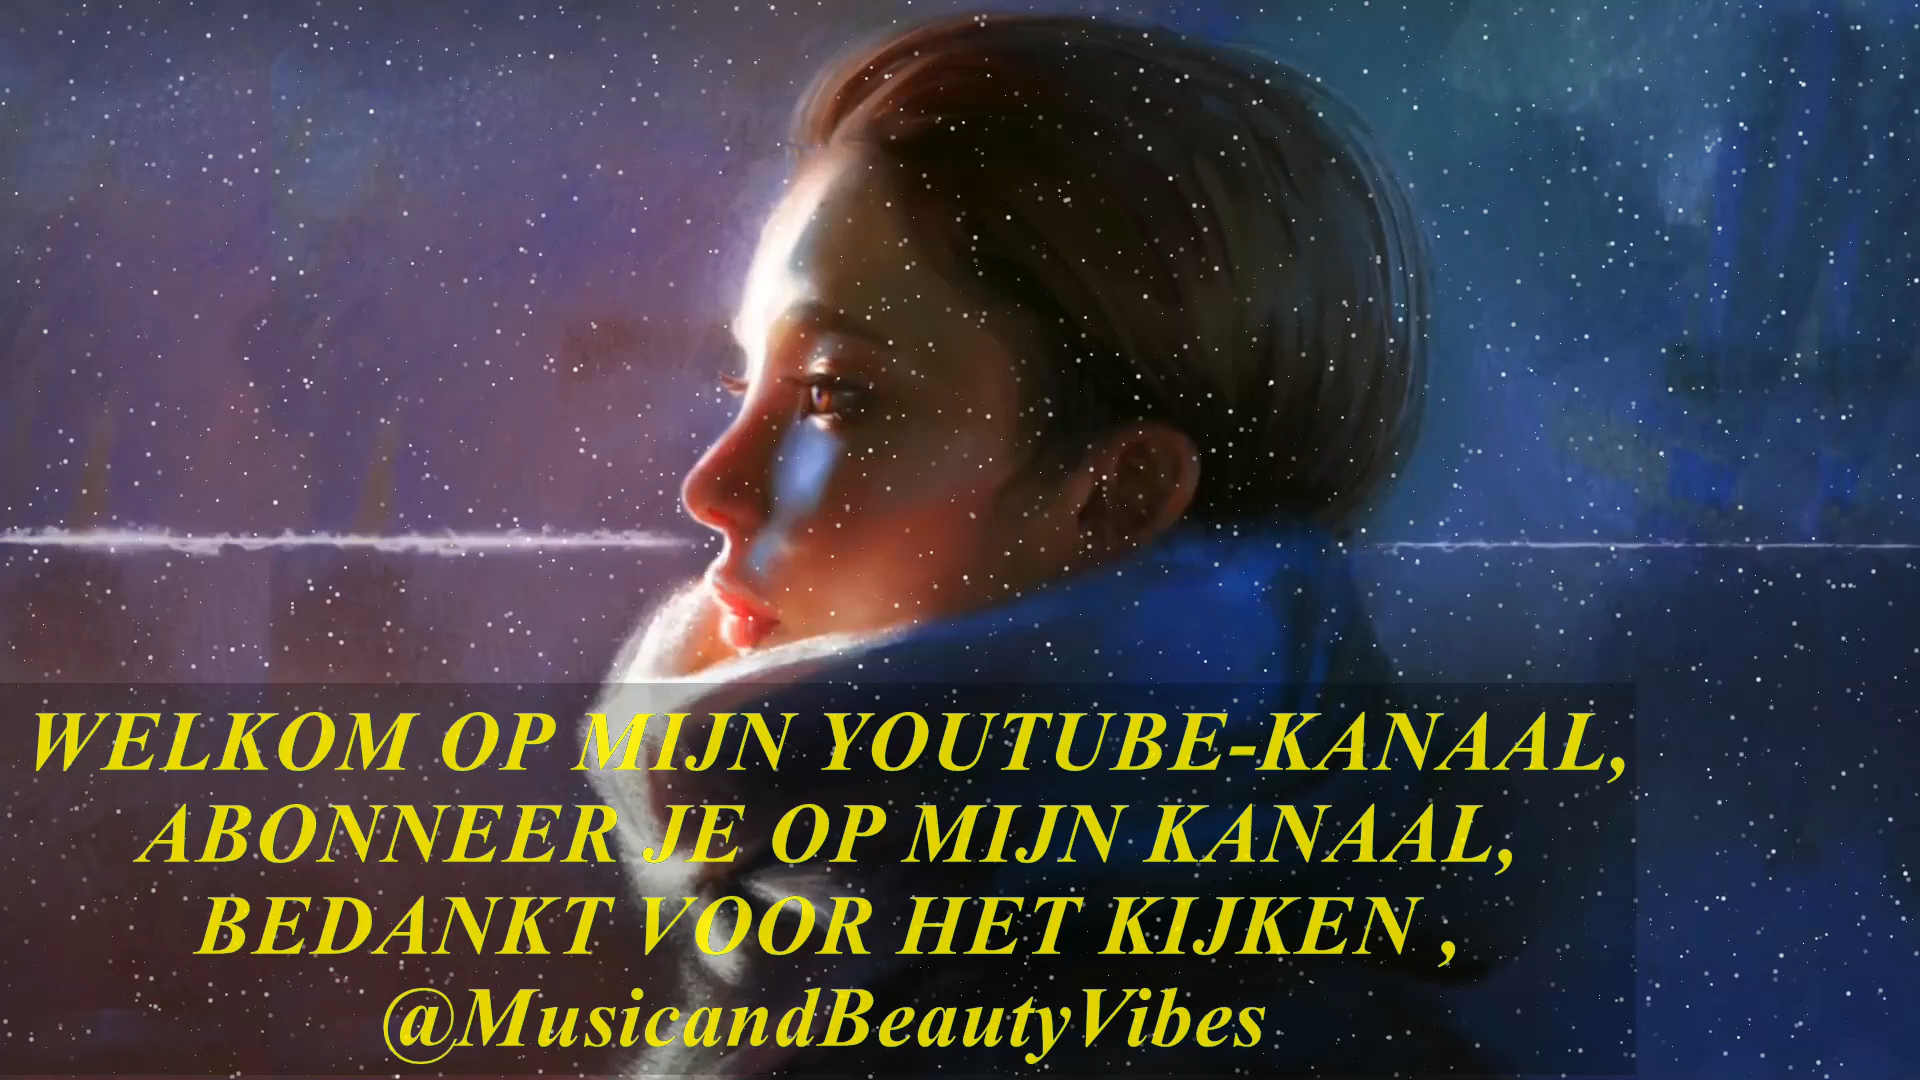 WELKOM OP MIJN YOUTUBE-KANAAL,
ABONNEER JE OP MIJN KANAAL,
BEDANKT VOOR HET KIJKEN ,
@MusicandBeautyVibes